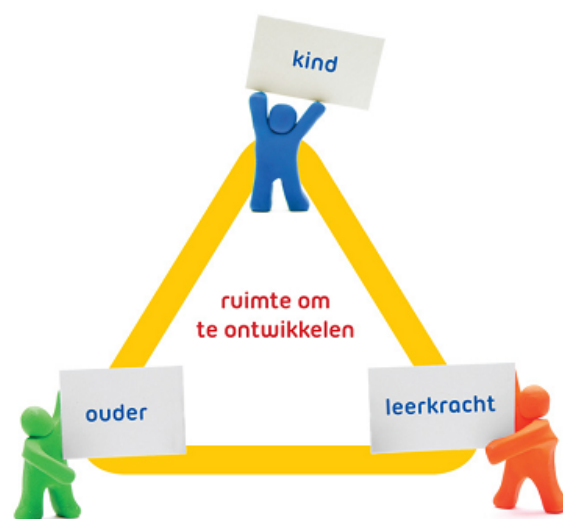 kind
ruimte om
te ontwikkelen
ouder
leerkracht